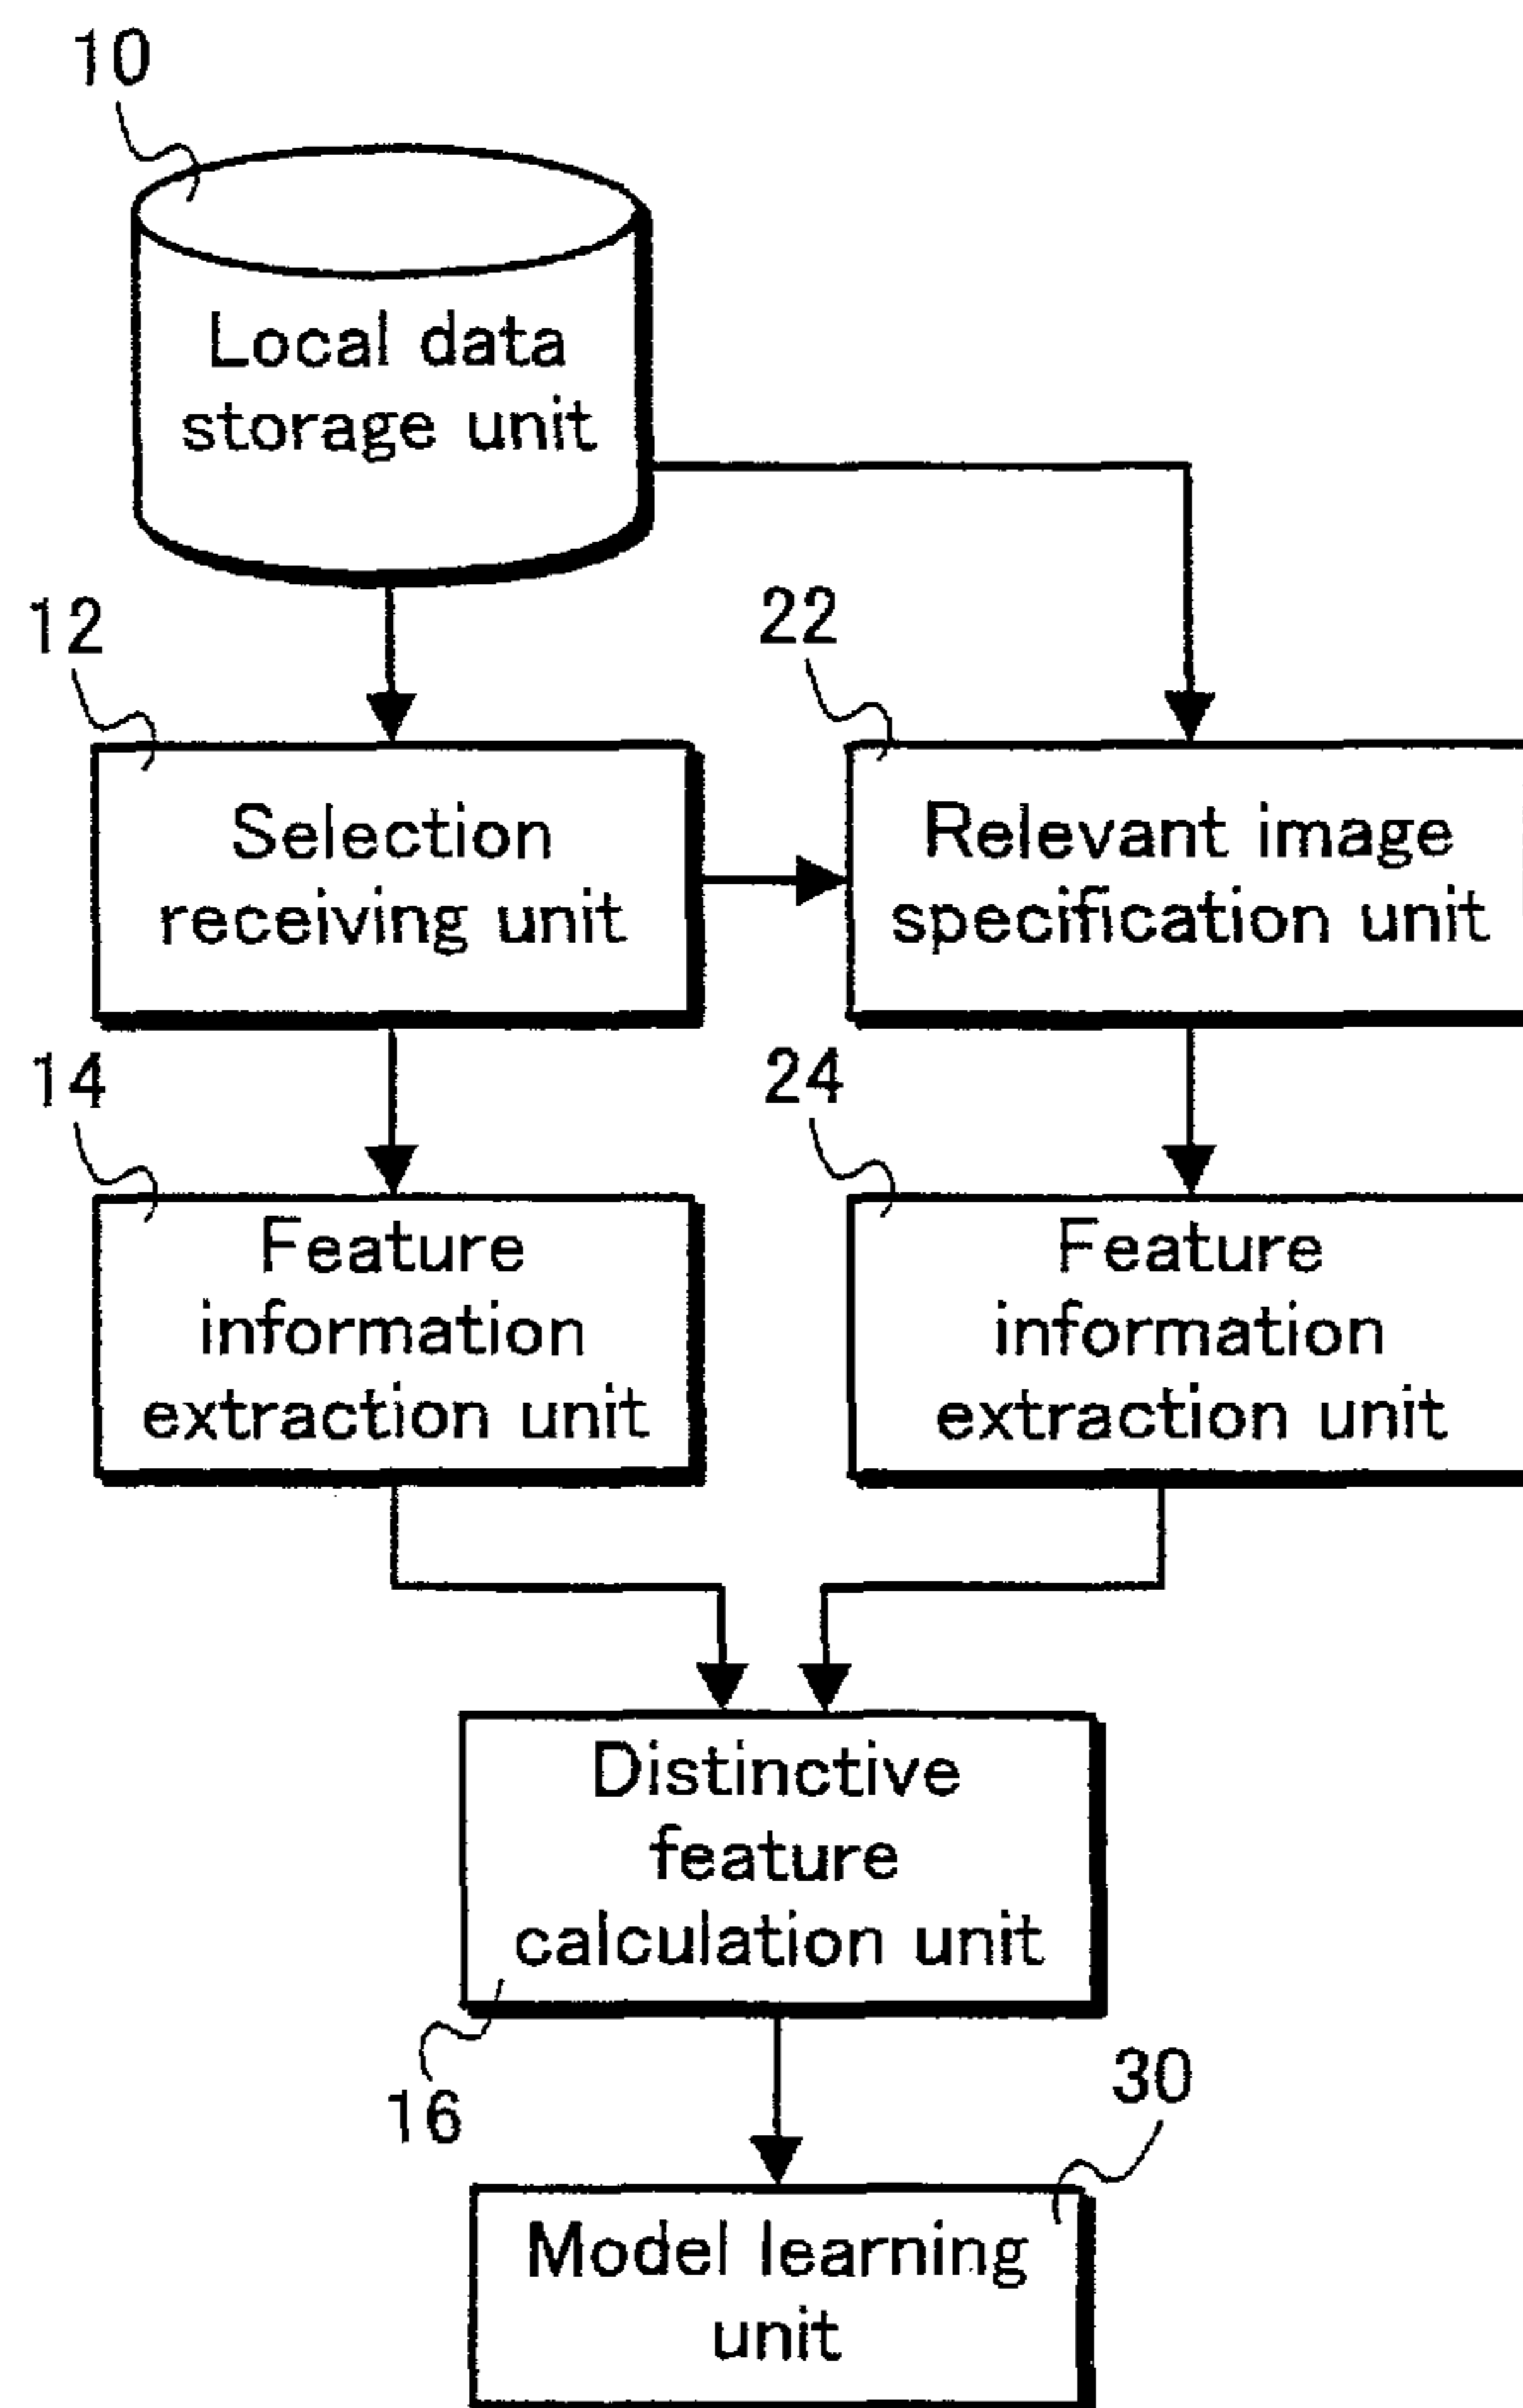 10
Local data
storage unit
12
22
Selection
receiving unit
Relevant image
specification unit
14
24
Feature
information
extraction unit
Feature
information
extraction unit
Distinctive
feature
calculation unit
16
30
Model learning
unit